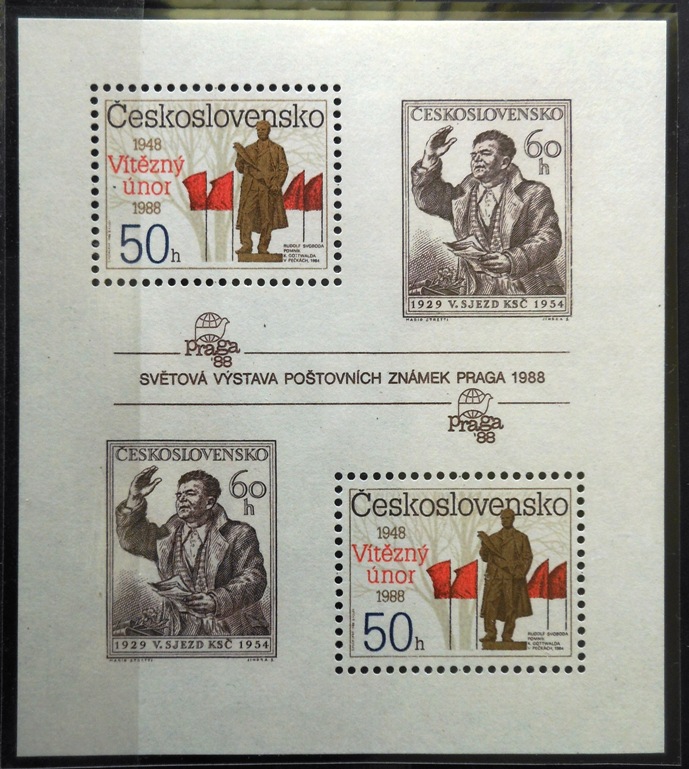 Československo
1948
Vítězný
únor
1988
50h
RUDOLF SVOBODA
POMNÍK
K. GOTTWALDA
V PEČKÁCH, 1984
ČESKOSLOVENSKO
60
h
1929 V. SJEZD KSČ 1954
praga
'88
SVĚTOVÁ VÝSTAVA POŠTOVNÍCH ZNÁMEK PRAGA 1988
praga
'88
ČESKOSLOVENSKO
60
h
1929 V. SJEZD KSČ 1954
Československo
1948
Vítězný
únor
1988
50h
RUDOLF SVOBODA
POMNÍK
K. GOTTWALDA
V PEČKÁCH, 1984